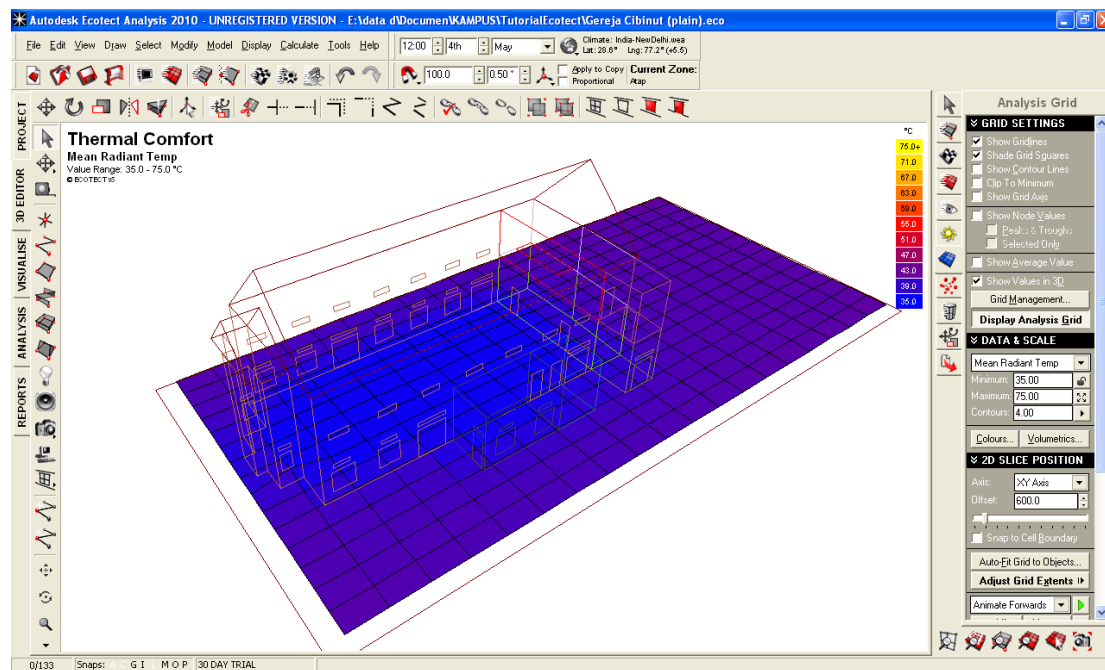 Autodesk Ecotect Analysis 2010 - UNREGISTERED VERSION - E:\data d\Documen\KAMPUS\TutorialEcotect\Gereja Cibinut (plain).eco
File Edit View Draw Select Modify Model Display Calculate Tools Help
12:00 4th May
Climate: India-NewDelhi.wea
Lat: 28.6° Lng: 77.2° (+5.5)
100.0 0.50 °
Apply to Copy
Proportional
Current Zone:
Atap
PROJECT
3D EDITOR
VISUALISE
ANALYSIS
REPORTS
Thermal Comfort
Mean Radiant Temp
Value Range: 35.0 - 75.0 °C
© ECOTECT v5
°C
75.0+
71.0
67.0
63.0
59.0
55.0
51.0
47.0
43.0
39.0
35.0
Analysis Grid
GRID SETTINGS
Show Gridlines
Shade Grid Squares
Show Contour Lines
Clip To Minimum
Show Grid Axis
Show Node Values
Peaks & Troughs
Selected Only
Show Average Value
Show Values in 3D
Grid Management...
Display Analysis Grid
DATA & SCALE
Mean Radiant Temp
Minimum: 35.00
Maximum: 75.00
Contours: 4.00
Colours... Volumetrics...
2D SLICE POSITION
Axis: XY Axis
Offset: 600.0
Snap to Cell Boundary
Auto-Fit Grid to Objects...
Adjust Grid Extents
Animate Forwards
0/133 Snaps: A C G I L M O P 30 DAY TRIAL